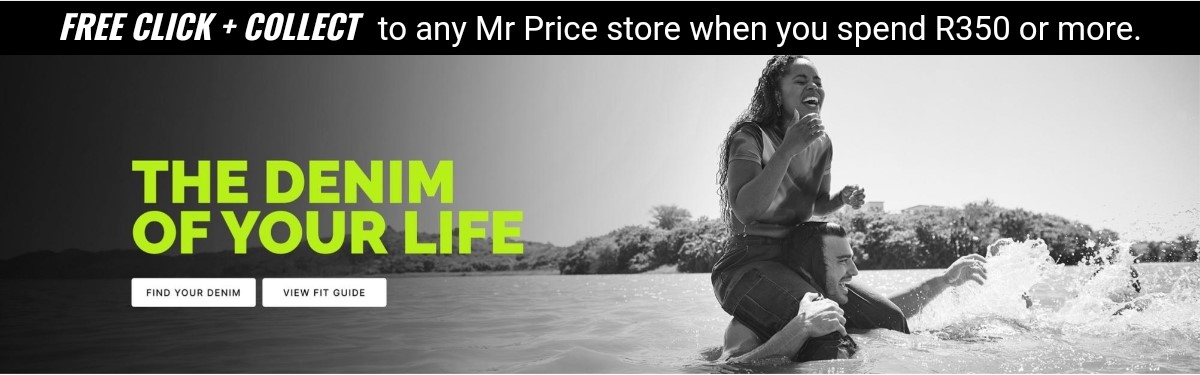 FREE CLICK + COLLECT to any Mr Price store when you spend R350 or more.
THE DENIM
OF YOUR LIFE
FIND YOUR DENIM VIEW FIT GUIDE